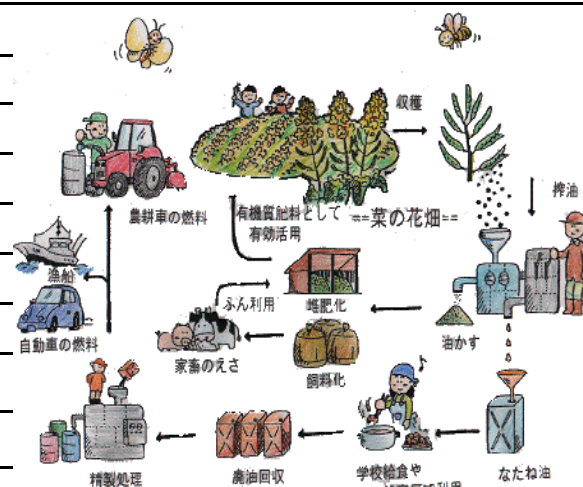 収穫
搾油
農耕車の燃料
有機質肥料として
有効活用
==菜の花畑==
漁船
ふん利用
堆肥化
油かす
自動車の燃料
家畜のえさ
飼料化
精製処理
廃油回収
学校給食や
利用
なたね油